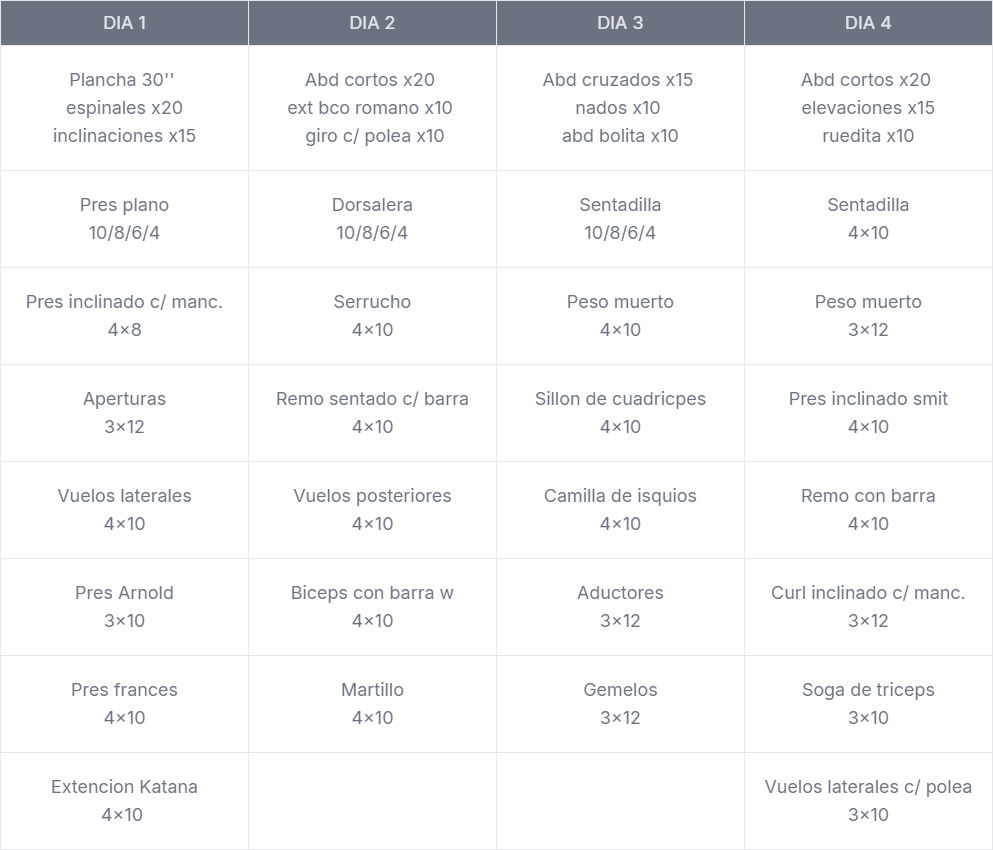 DIA 1 DIA 2 DIA 3 DIA 4
Plancha 30'' Abd cortos x20 Abd cruzados x15 Abd cortos x20
espinales x20 ext bco romano x10 nados x10 elevaciones x15
inclinaciones x15 giro c/ polea x10 abd bolita x10 ruedita x10
Pres plano Dorsalera Sentadilla Sentadilla
10/8/6/4 10/8/6/4 10/8/6/4 4×10
Pres inclinado c/ manc. Serrucho Peso muerto Peso muerto
4×8 4×10 4×10 3×12
Aperturas Remo sentado c/ barra Sillon de cuadricpes Pres inclinado smit
3×12 4×10 4×10 4×10
Vuelos laterales Vuelos posteriores Camilla de isquios Remo con barra
4×10 4×10 4×10 4×10
Pres Arnold Biceps con barra w Aductores Curl inclinado c/ manc.
3×10 4×10 3×12 3×12
Pres frances Martillo Gemelos Soga de triceps
4×10 4×10 3×12 3×10
Extencion Katana Vuelos laterales c/ polea
4×10 3×10